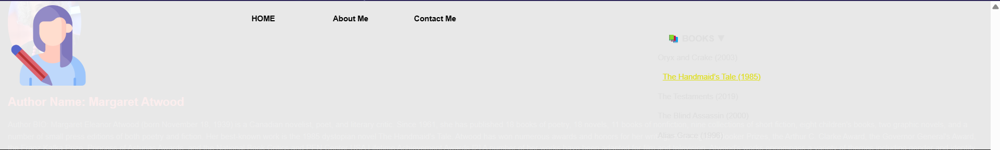 HOME About Me Contact Me
BOOKS ▼
Oryx and Crake (2003)
The Handmaid's Tale (1985)
The Testaments (2019)
The Blind Assassin (2000)
Alias Grace (1996)
Author Name: Margaret Atwood
Author BIO: Margaret Eleanor Atwood (born November 18, 1939) is a Canadian novelist, poet, and literary critic. Since 1961, she has published 18 books of poetry, 18 novels, 11 books of nonfiction, nine collections of short fiction, eight children's books, two graphic novels, and a
number of small press editions of both poetry and fiction. Her best-known work is the 1985 dystopian novel The Handmaid's Tale. Atwood has won numerous awards and honors for her Booker Prizes, the Arthur C. Clarke Award, the Governor General's Award,